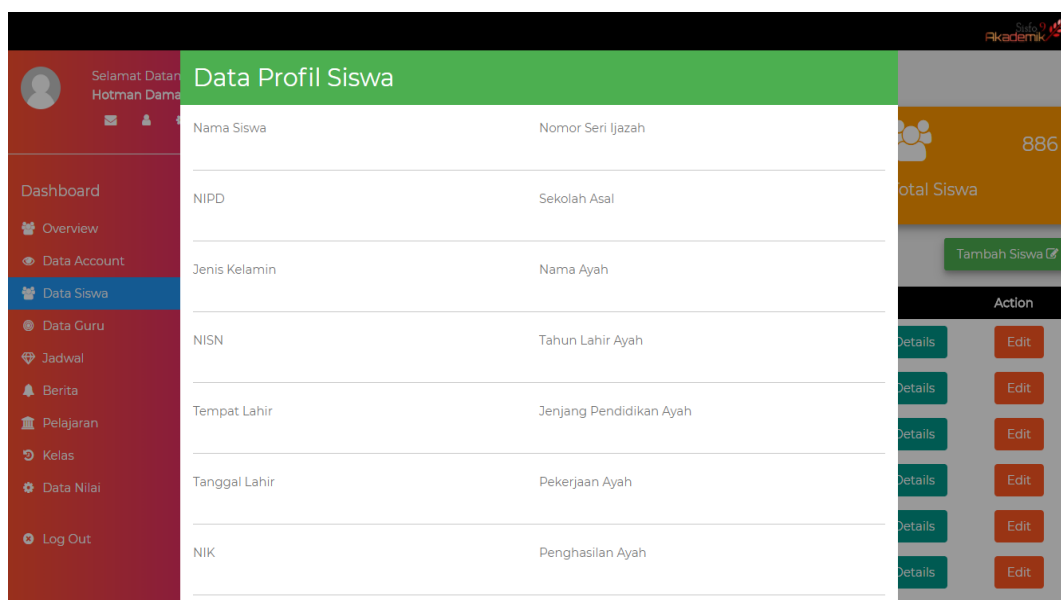 Sisfo
Akademik
Selamat Datan
Hotman Dama
Dashboard
Overview
Data Account
Data Siswa
Data Guru
Jadwal
Berita
Pelajaran
Kelas
Data Nilai
Log Out
Data Profil Siswa
Nama Siswa Nomor Seri Ijazah
NIPD Sekolah Asal
Jenis Kelamin Nama Ayah
NISN Tahun Lahir Ayah
Tempat Lahir Jenjang Pendidikan Ayah
Tanggal Lahir Pekerjaan Ayah
NIK Penghasilan Ayah
886
otal Siswa
Tambah Siswa
Action
Details Edit
Details Edit
Details Edit
Details Edit
Details Edit
Details Edit